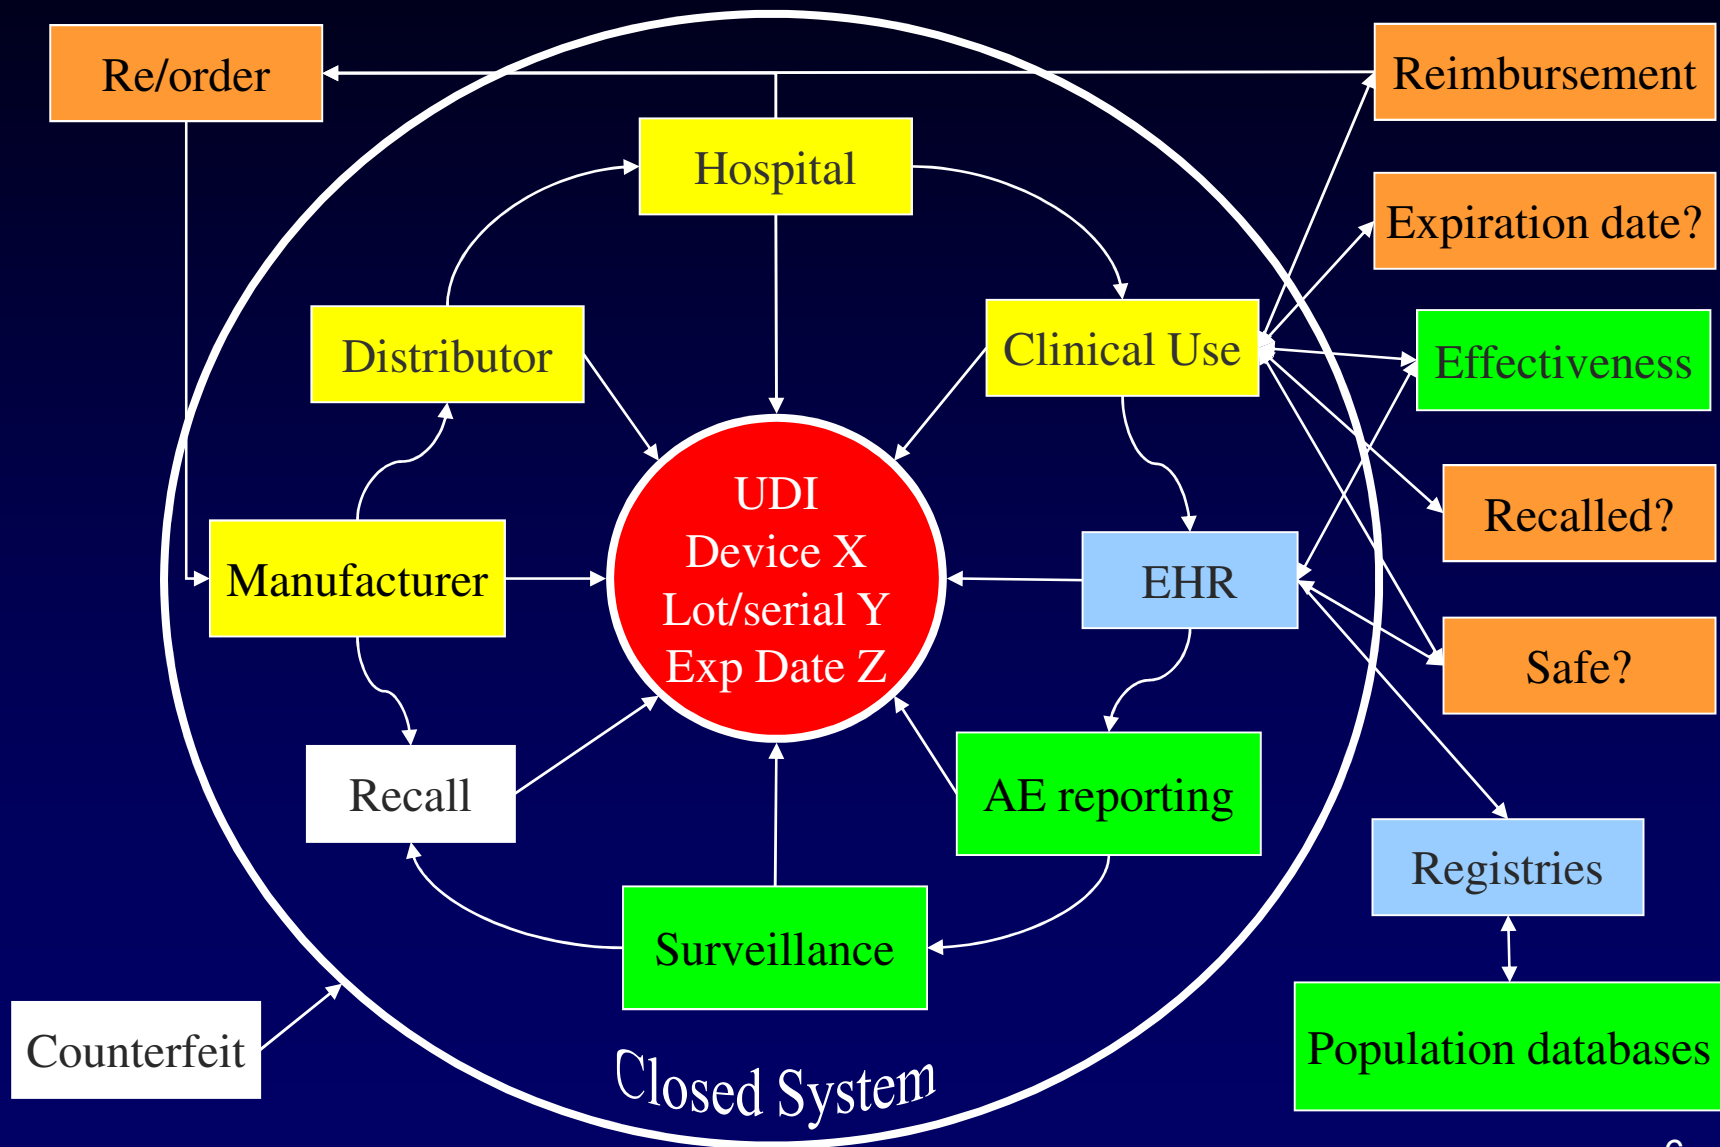 Re/order
Reimbursement
Hospital
Expiration date?
Distributor
Clinical Use
Effectiveness
UDI
Device X
Lot/serial Y
Exp Date Z
Manufacturer
EHR
Recalled?
Safe?
Recall
AE reporting
Registries
Surveillance
Counterfeit
Population databases
Closed System